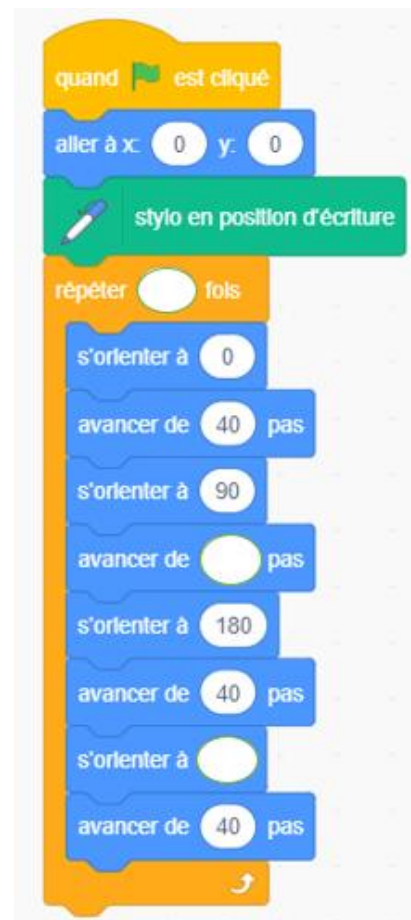 quand est cliqué
aller à x: 0 y: 0
stylo en position d'écriture
répéter fois
s'orienter à 0
avancer de 40 pas
s'orienter à 90
avancer de pas
s'orienter à 180
avancer de 40 pas
s'orienter à
avancer de 40 pas